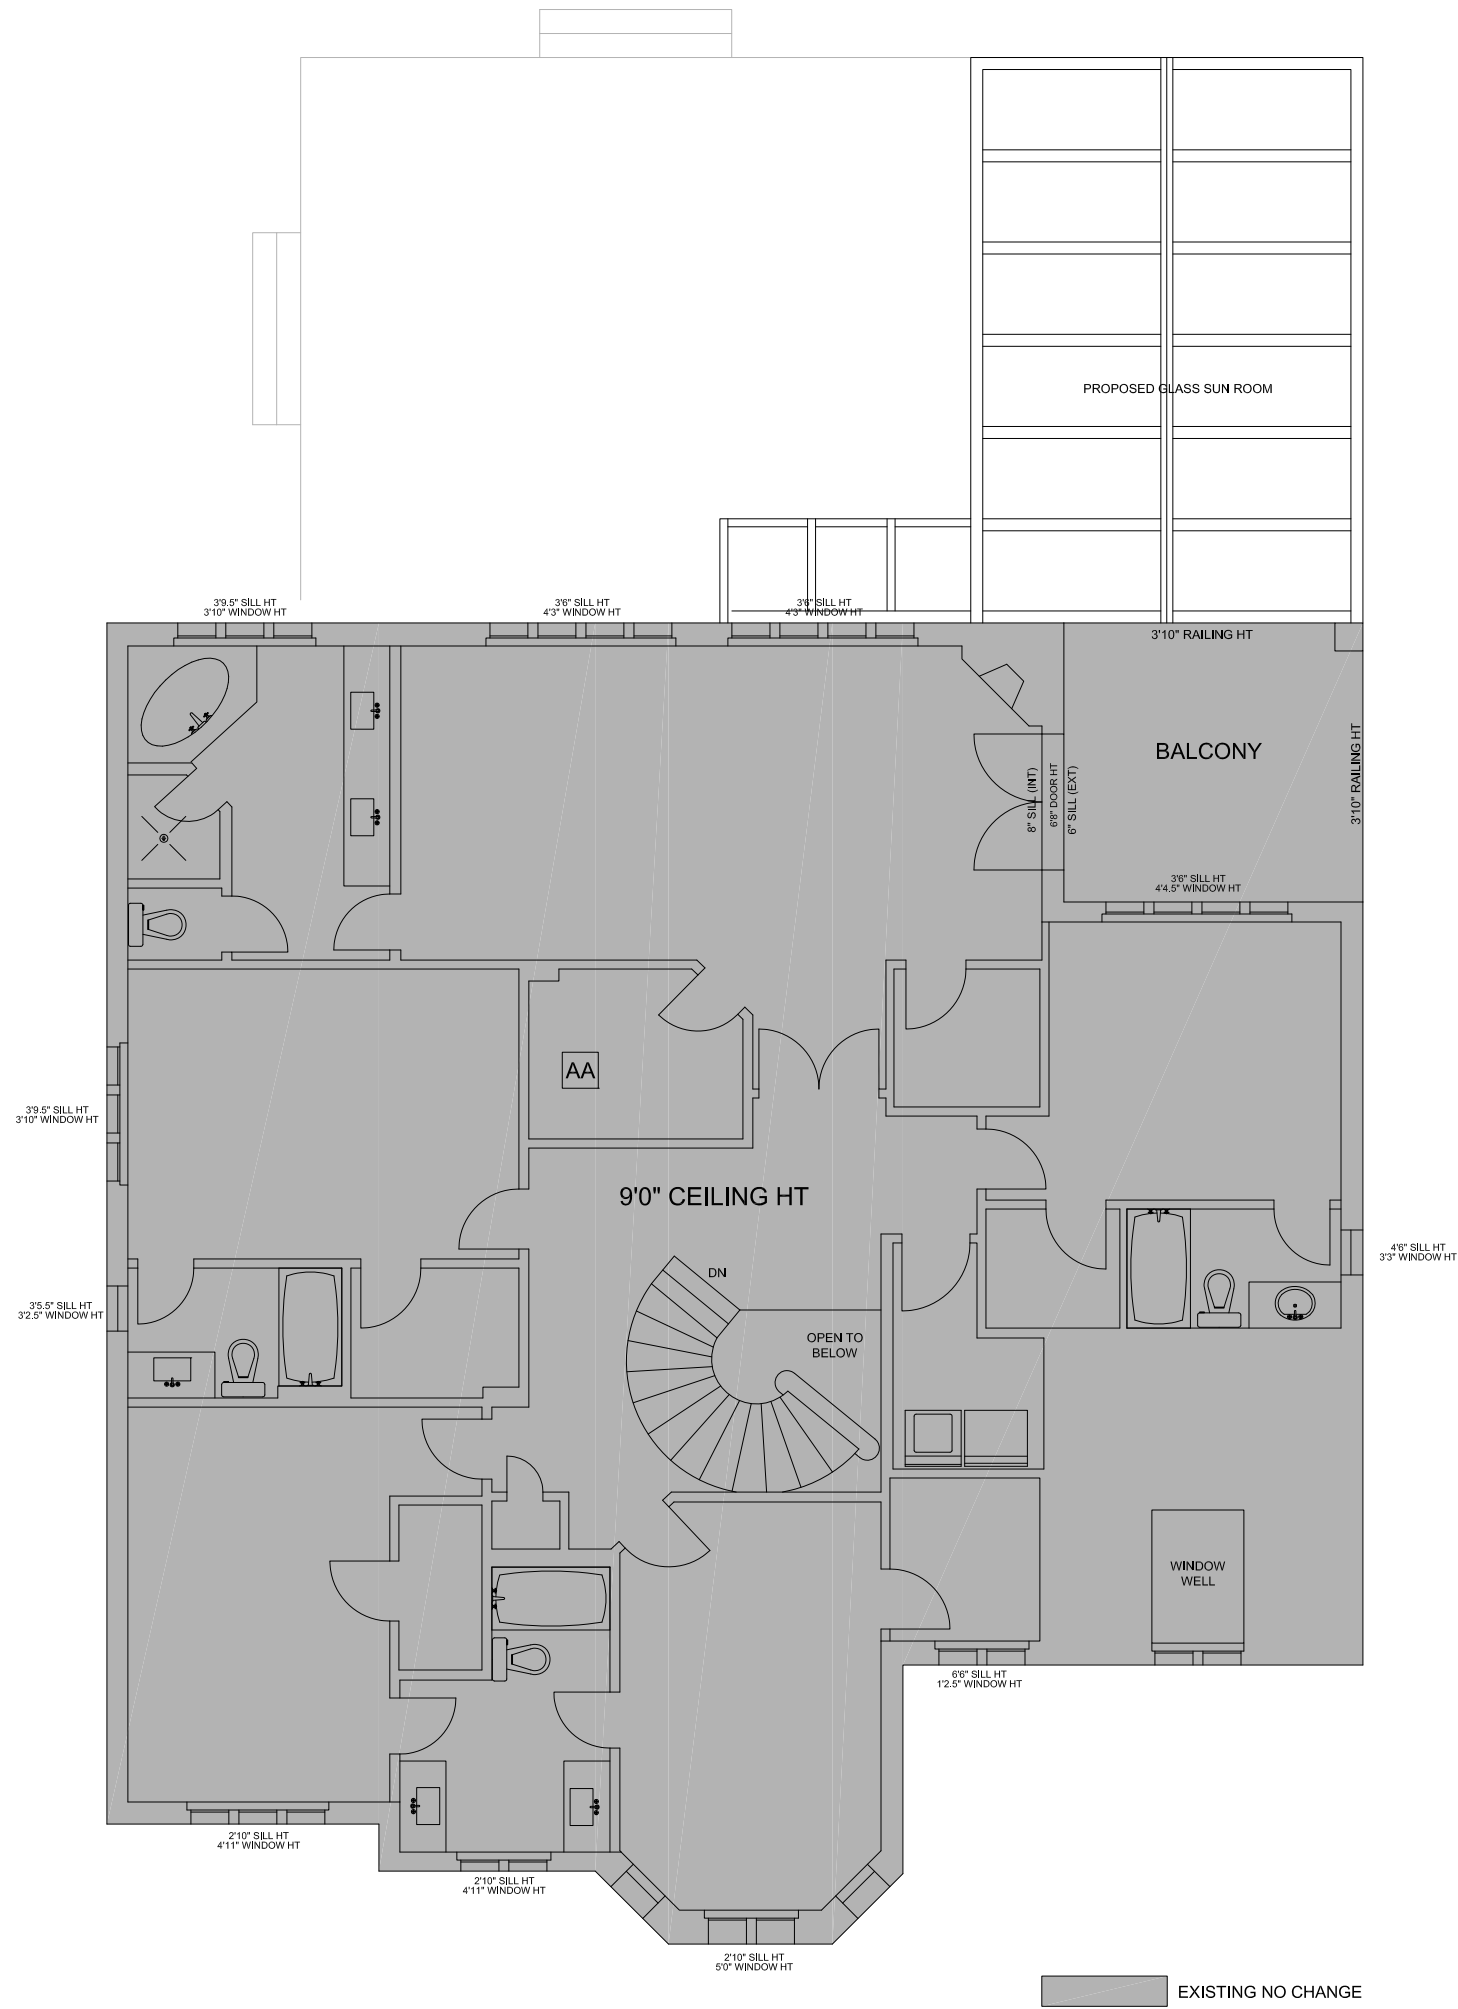 PROPOSED GLASS SUN ROOM
3'9.5" SILL HT
3'10" WINDOW HT
3'6" SILL HT
4'3" WINDOW HT
3'6" SILL HT
4'3" WINDOW HT
3'10" RAILING HT
BALCONY
3'10" RAILING HT
8" SILL (INT)
6'8" DOOR HT
6" SILL (EXT)
3'6" SILL HT
4'4.5" WINDOW HT
AA
3'9.5" SILL HT
3'10" WINDOW HT
9'0" CEILING HT
4'6" SILL HT
3'3" WINDOW HT
DN
3'5.5" SILL HT
3'2.5" WINDOW HT
OPEN TO
BELOW
WINDOW
WELL
6'6" SILL HT
1'2.5" WINDOW HT
2'10" SILL HT
4'11" WINDOW HT
2'10" SILL HT
4'11" WINDOW HT
2'10" SILL HT
5'0" WINDOW HT
EXISTING NO CHANGE